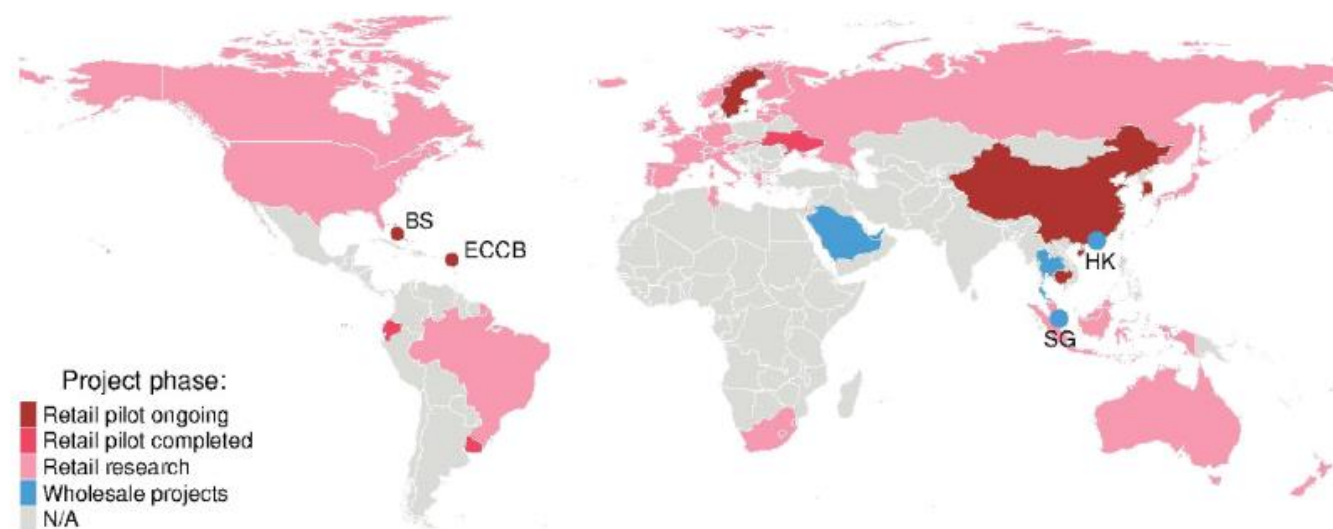 BS
ECCB
HK
SG
Project phase:
Retail pilot ongoing
Retail pilot completed
Retail research
Wholesale projects
N/A